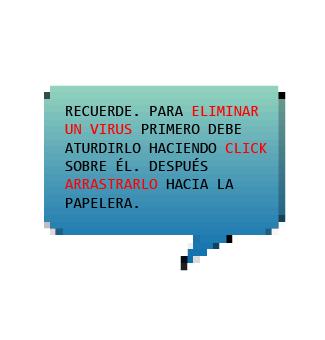 RECUERDE. PARA ELIMINAR
UN VIRUS PRIMERO DEBE
ATURDIRLO HACIENDO CLICK
SOBRE ÉL. DESPUÉS
ARRASTRARLO HACIA LA
PAPELERA.